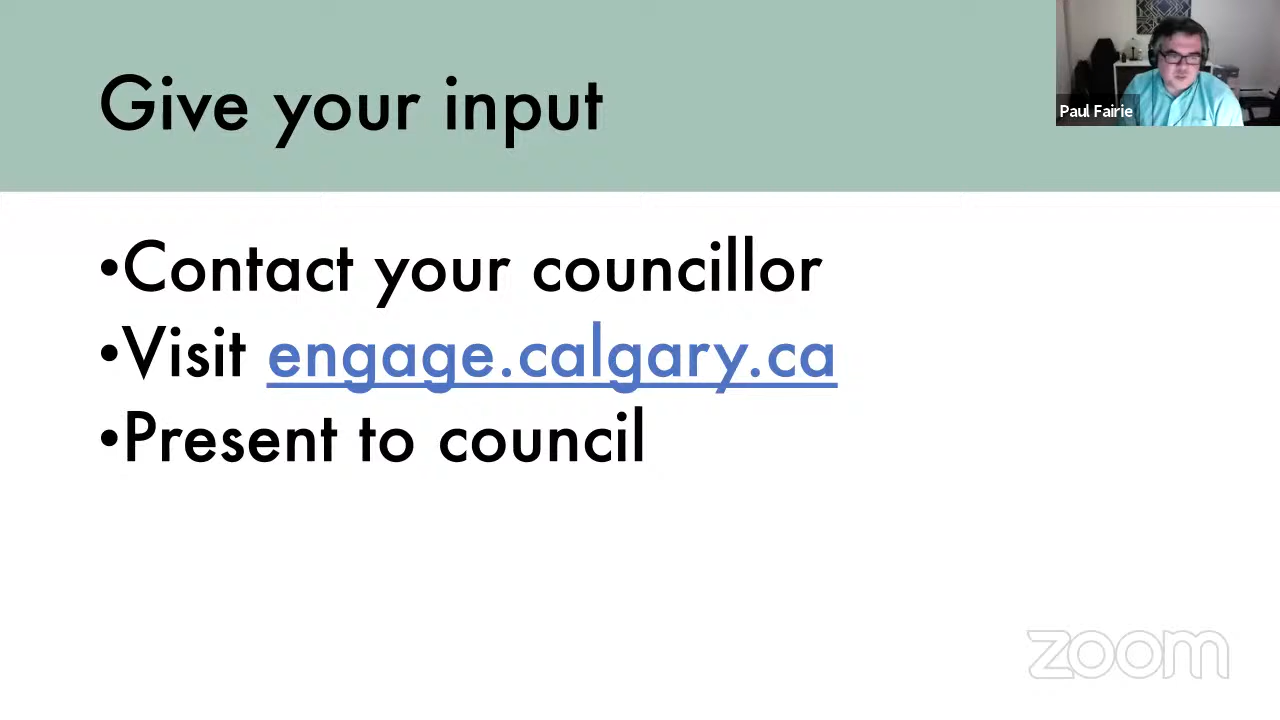 Give your input
Paul Fairie
•Contact your councillor
•Visit engage.calgary.ca
•Present to council
zoom